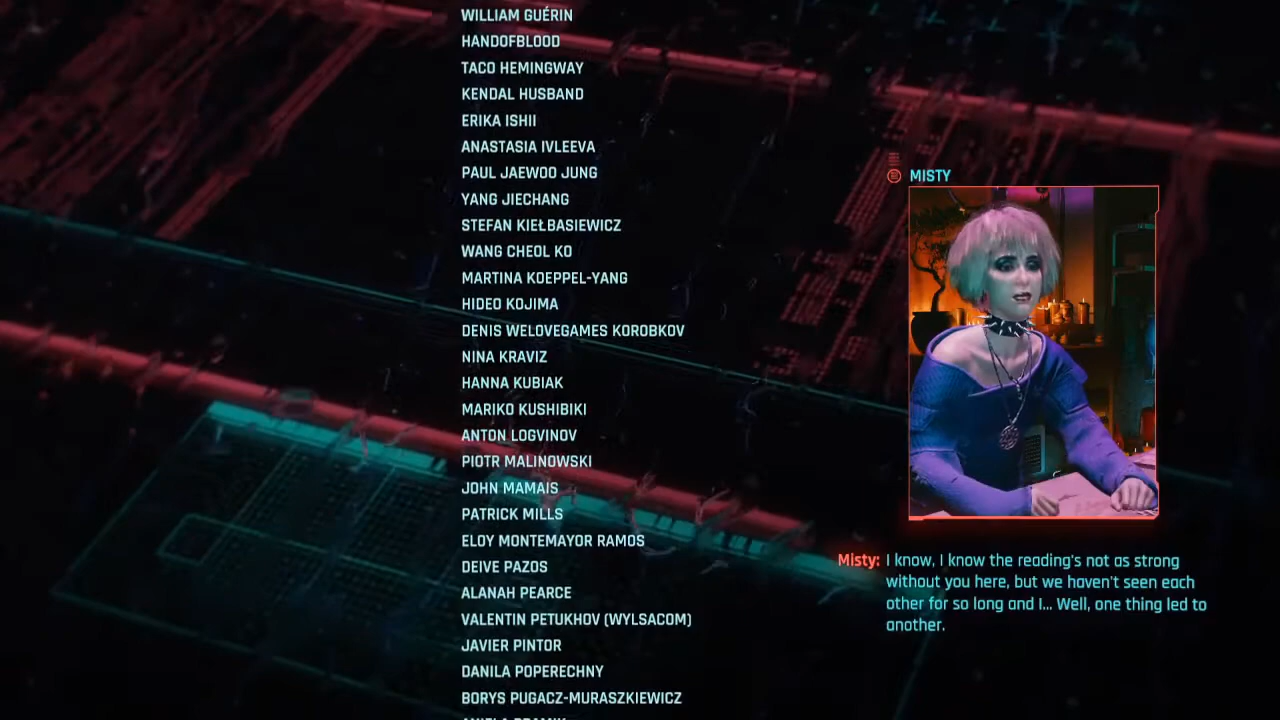 WILLIAM GUÉRIN
HANDOFBLOOD
TACO HEMINGWAY
KENDAL HUSBAND
ERIKA ISHII
ANASTASIA IVLEEVA
PAUL JAEWOO JUNG
YANG JIECHANG
STEFAN KIEŁBASIEWICZ
WANG CHEOL KO
MARTINA KOEPPEL-YANG
HIDEO KOJIMA
DENIS WELOVEGAMES KOROBKOV
NINA KRAVIZ
HANNA KUBIAK
MARIKO KUSHIBIKI
ANTON LOGVINOV
PIOTR MALINOWSKI
JOHN MAMAIS
PATRICK MILLS
ELOY MONTEMAYOR RAMOS
DEIVE PAZOS
ALANAH PEARCE
VALENTIN PETUKHOV (WYLSACOM)
JAVIER PINTOR
DANILA POPERECHNY
BORYS PUGACZ-MURASZKIEWICZ
MISTY
Misty: I know, I know the reading's not as strong
without you here, but we haven't seen each
other for so long and I... Well, one thing led to
another.